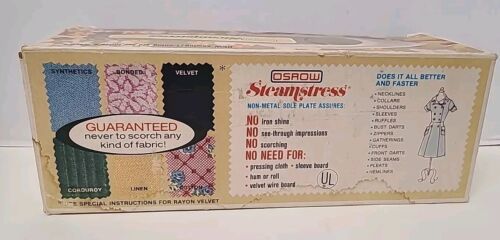 SYNTHETICS
BONDED
VELVET
*
GUARANTEED
never to scorch any
kind of fabric!
CORDUROY
LINEN
SPECIAL INSTRUCTIONS FOR RAYON VELVET
OSROW
Steamstress
NON-METAL SOLE PLATE ASSURES:
NO iron shine
NO see-through impressions
NO scorching
NO NEED FOR:
• pressing cloth • sleeve board
• ham or roll
• velvet wire board
UL
DOES IT ALL BETTER
AND FASTER
• NECKLINES
• COLLARS
• SHOULDERS
• SLEEVES
• RUFFLES
• BUST DARTS
• ZIPPERS
• GATHERINGS
• CUFFS
• FRONT DARTS
• SIDE SEAMS
• PLEATS
• HEMLINES